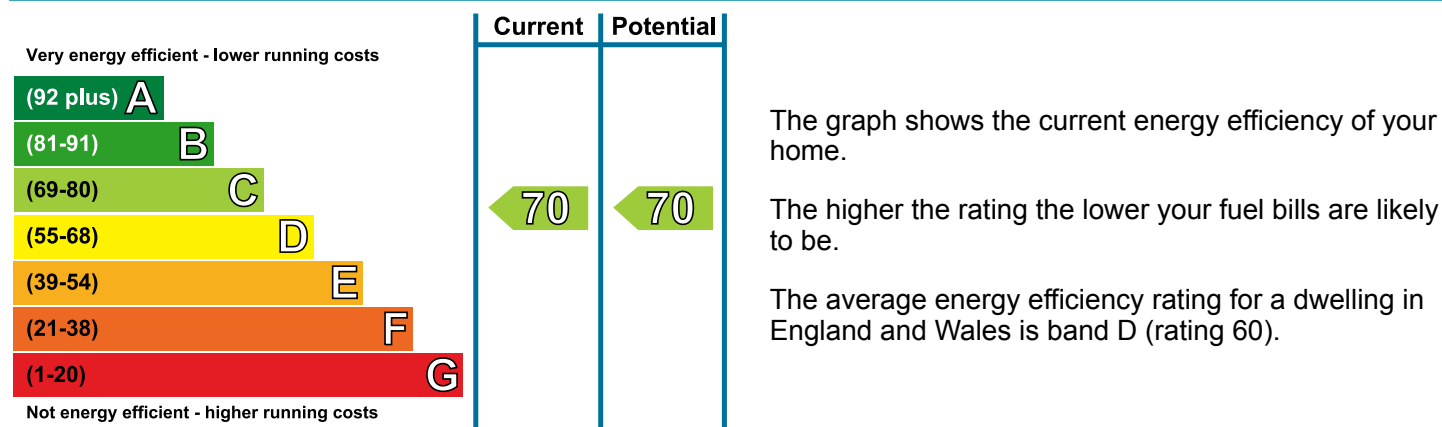 Current Potential
Very energy efficient - lower running costs
(92 plus) A
(81-91) B
(69-80) C
70 70
(55-68) D
(39-54) E
(21-38) F
(1-20) G
Not energy efficient - higher running costs
The graph shows the current energy efficiency of your
home.
The higher the rating the lower your fuel bills are likely
to be.
The average energy efficiency rating for a dwelling in
England and Wales is band D (rating 60).